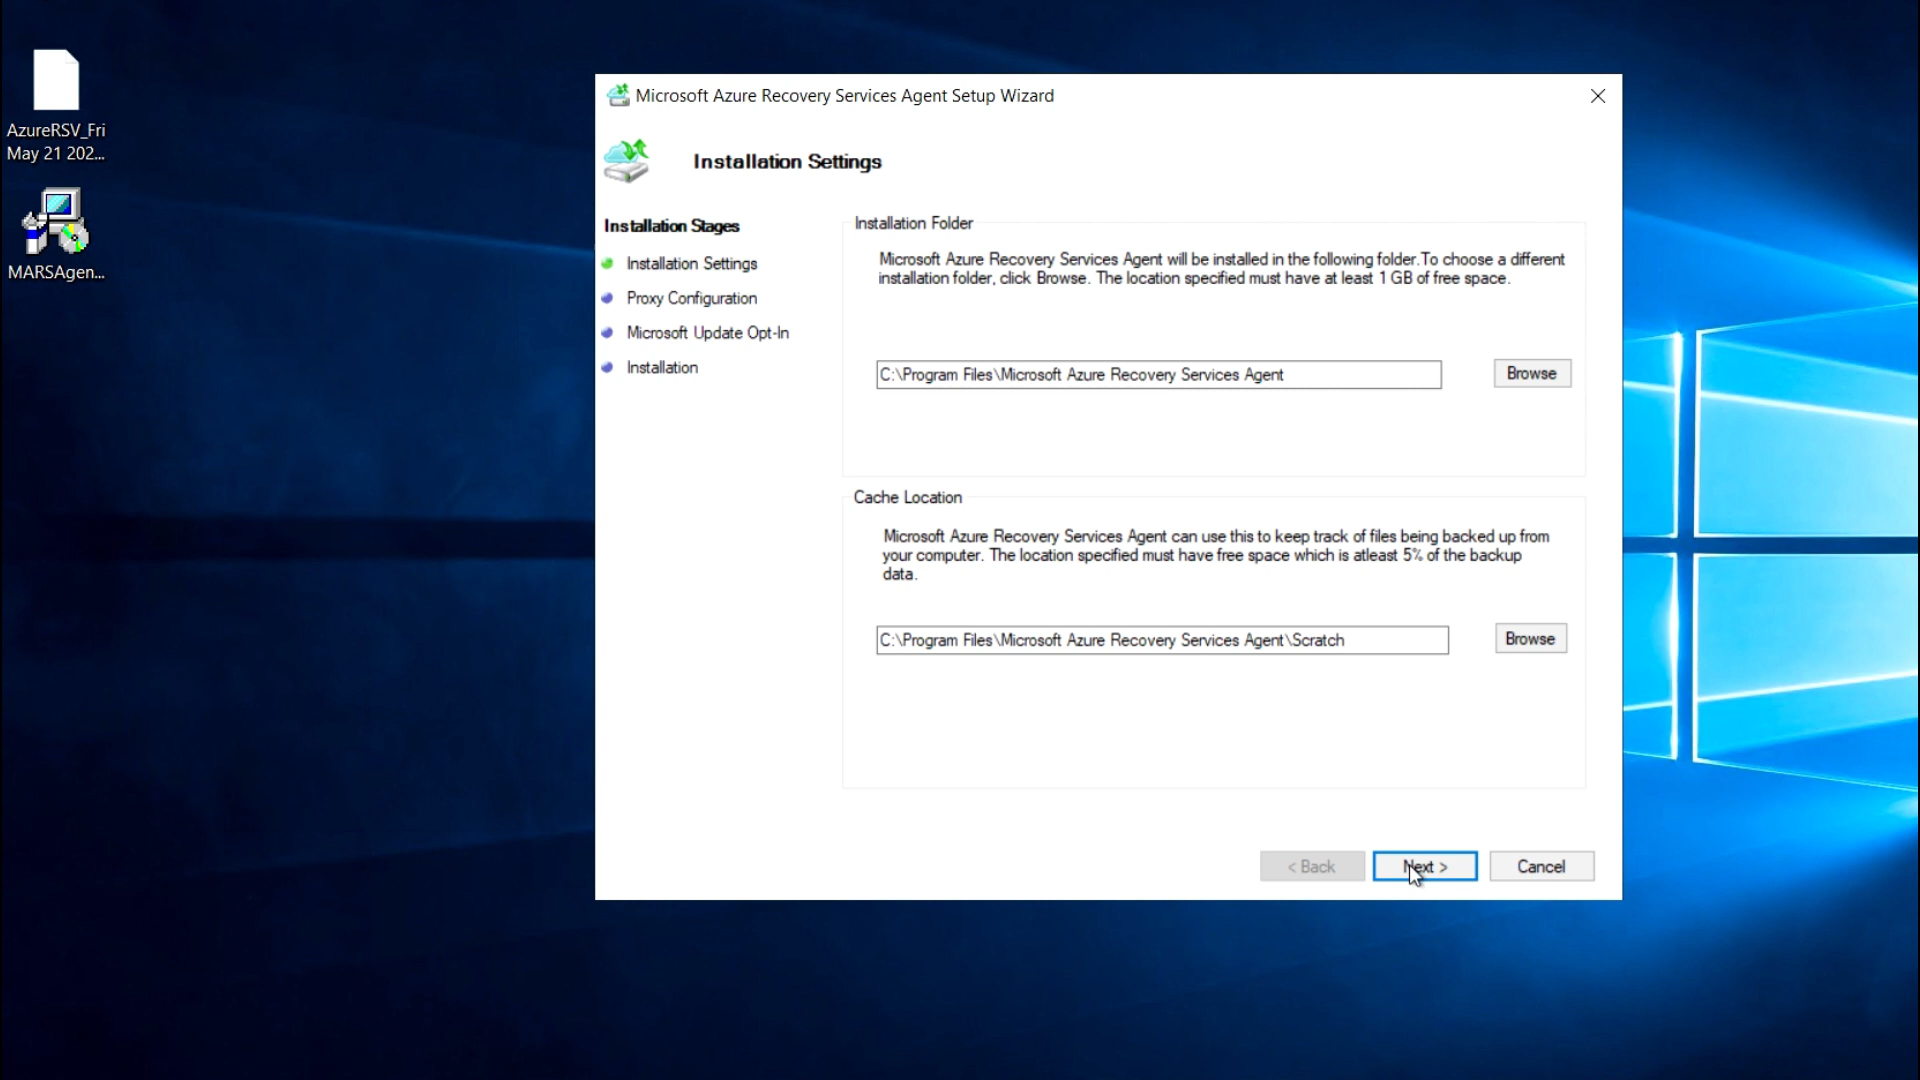 AzureRSV_Fri
May 21 202...
MARSAgen...
Microsoft Azure Recovery Services Agent Setup Wizard
Installation Settings
Installation Stages
Installation Settings
Proxy Configuration
Microsoft Update Opt-In
Installation
Installation Folder
Microsoft Azure Recovery Services Agent will be installed in the following folder.To choose a different
installation folder, click Browse. The location specified must have at least 1 GB of free space.
C:\Program Files\Microsoft Azure Recovery Services Agent
Browse
Cache Location
Microsoft Azure Recovery Services Agent can use this to keep track of files being backed up from
your computer. The location specified must have free space which is atleast 5% of the backup
data.
C:\Program Files\Microsoft Azure Recovery Services Agent\Scratch
Browse
< Back
Next >
Cancel